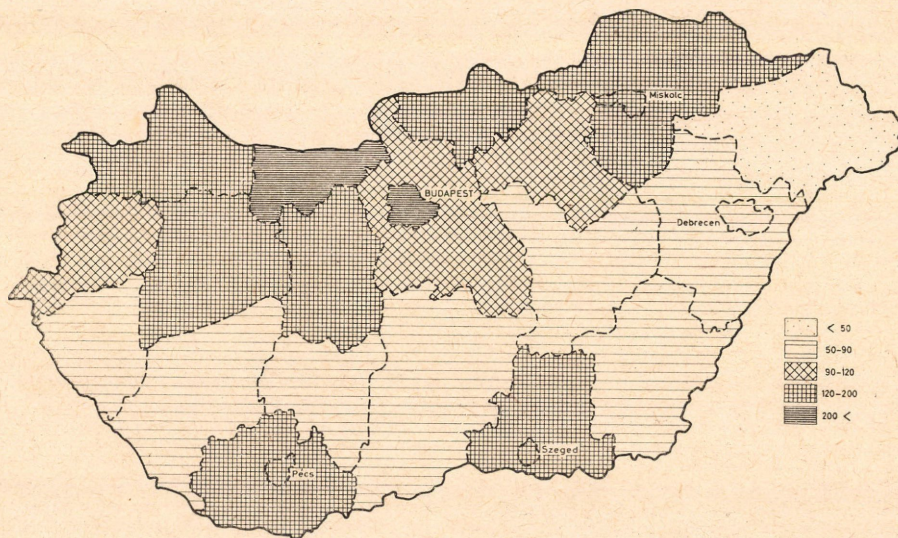 Miskolc
BUDAPEST
Debrecen
< 50
50-90
90-120
120-200
200 <
Szeged
Pécs